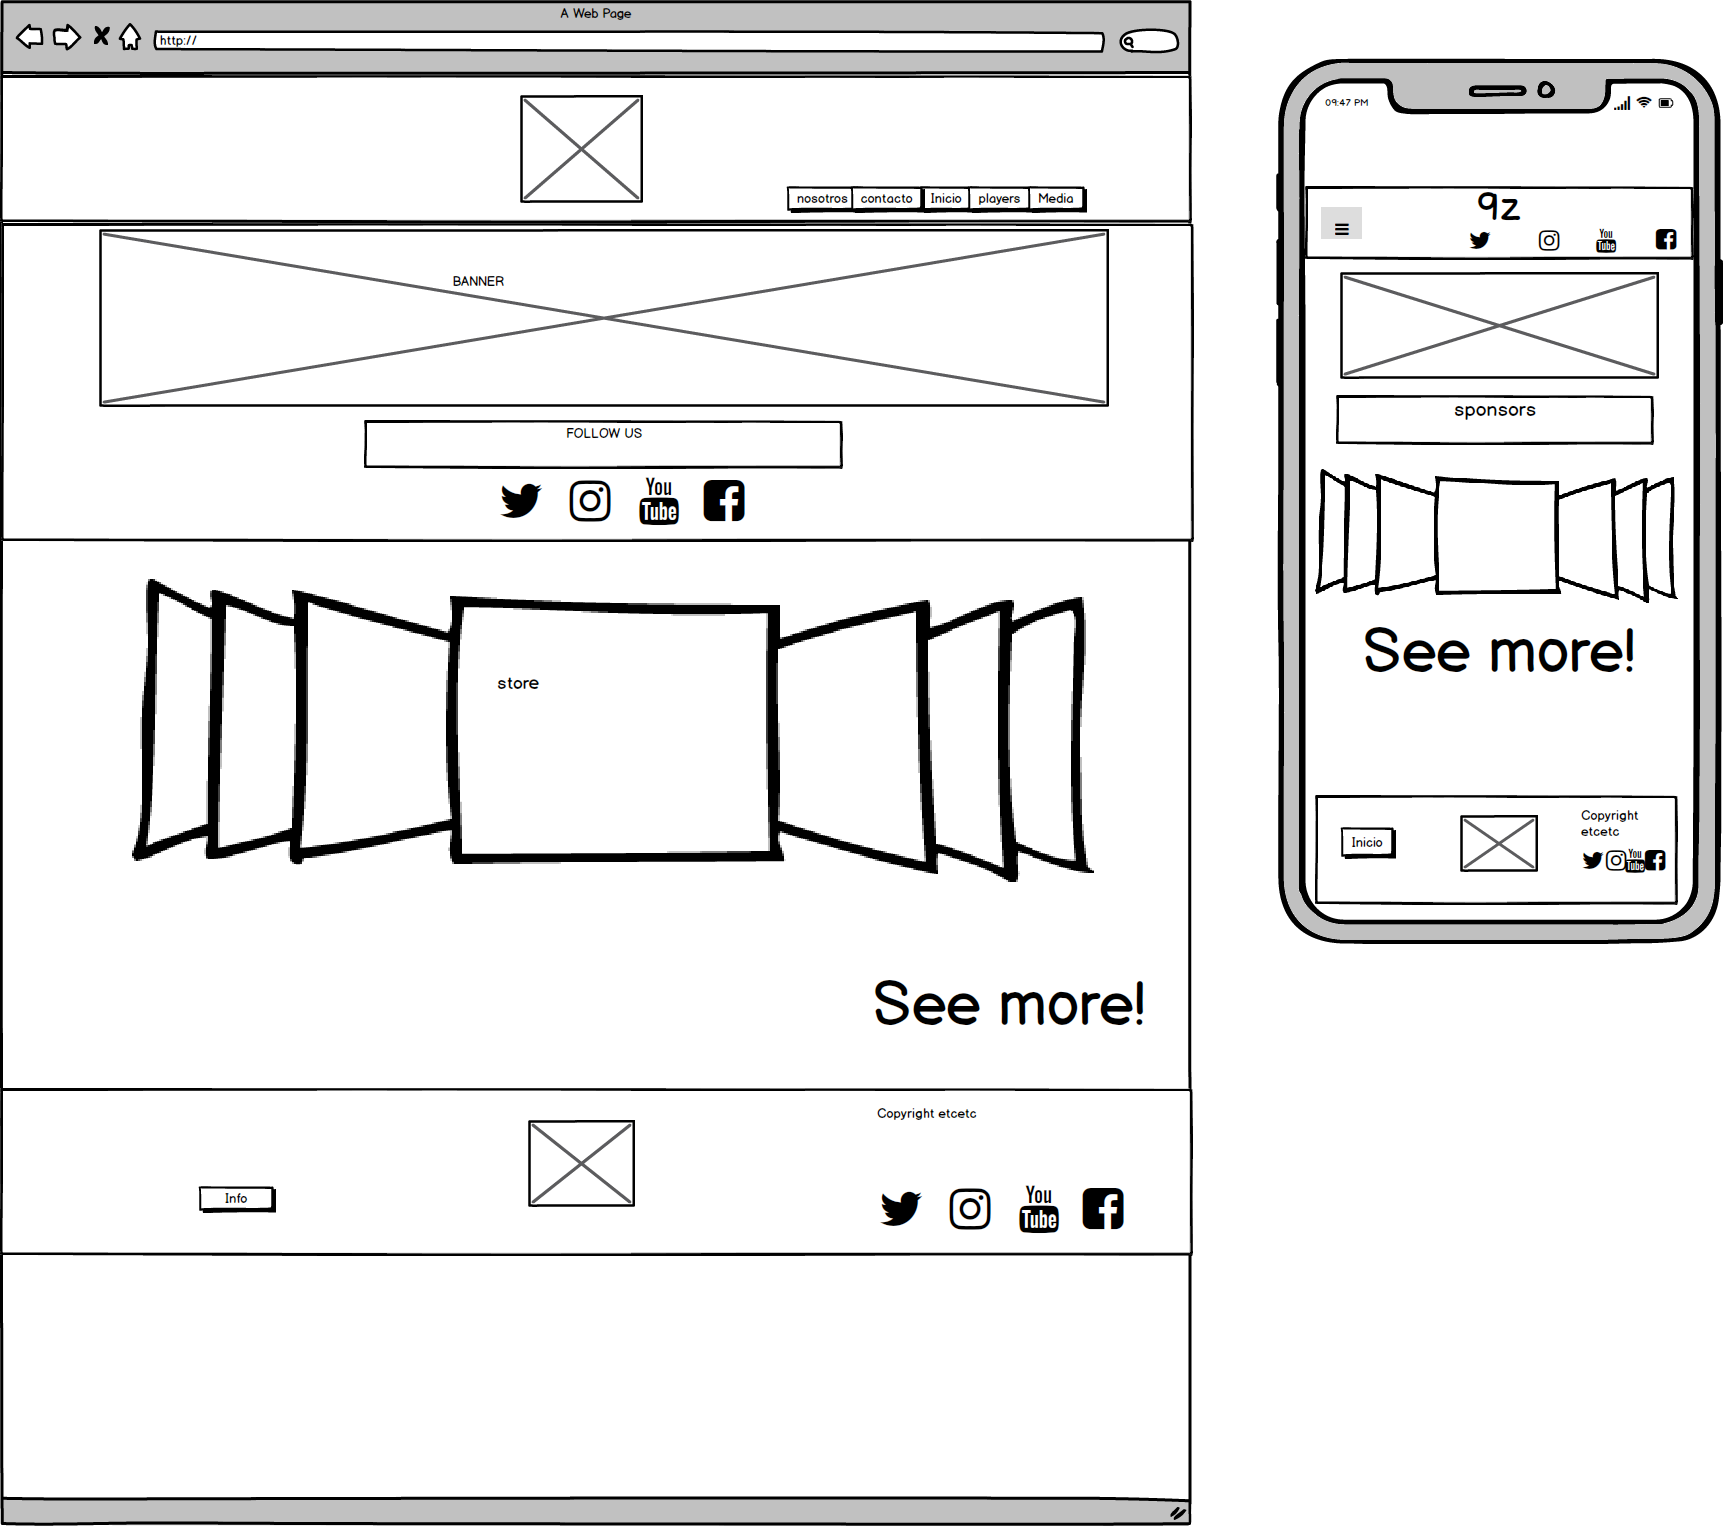 A Web Page
http://
nosotros contacto Inicio players Media
BANNER
FOLLOW US
You
Tube
store
See more!
Copyright etcetc
Info
You
Tube
09:47 PM
9z
You
Tube
sponsors
See more!
Copyright
etcetc
Inicio
You
Tube